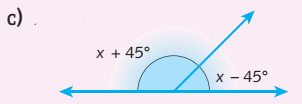 c)
x + 45°
x – 45°